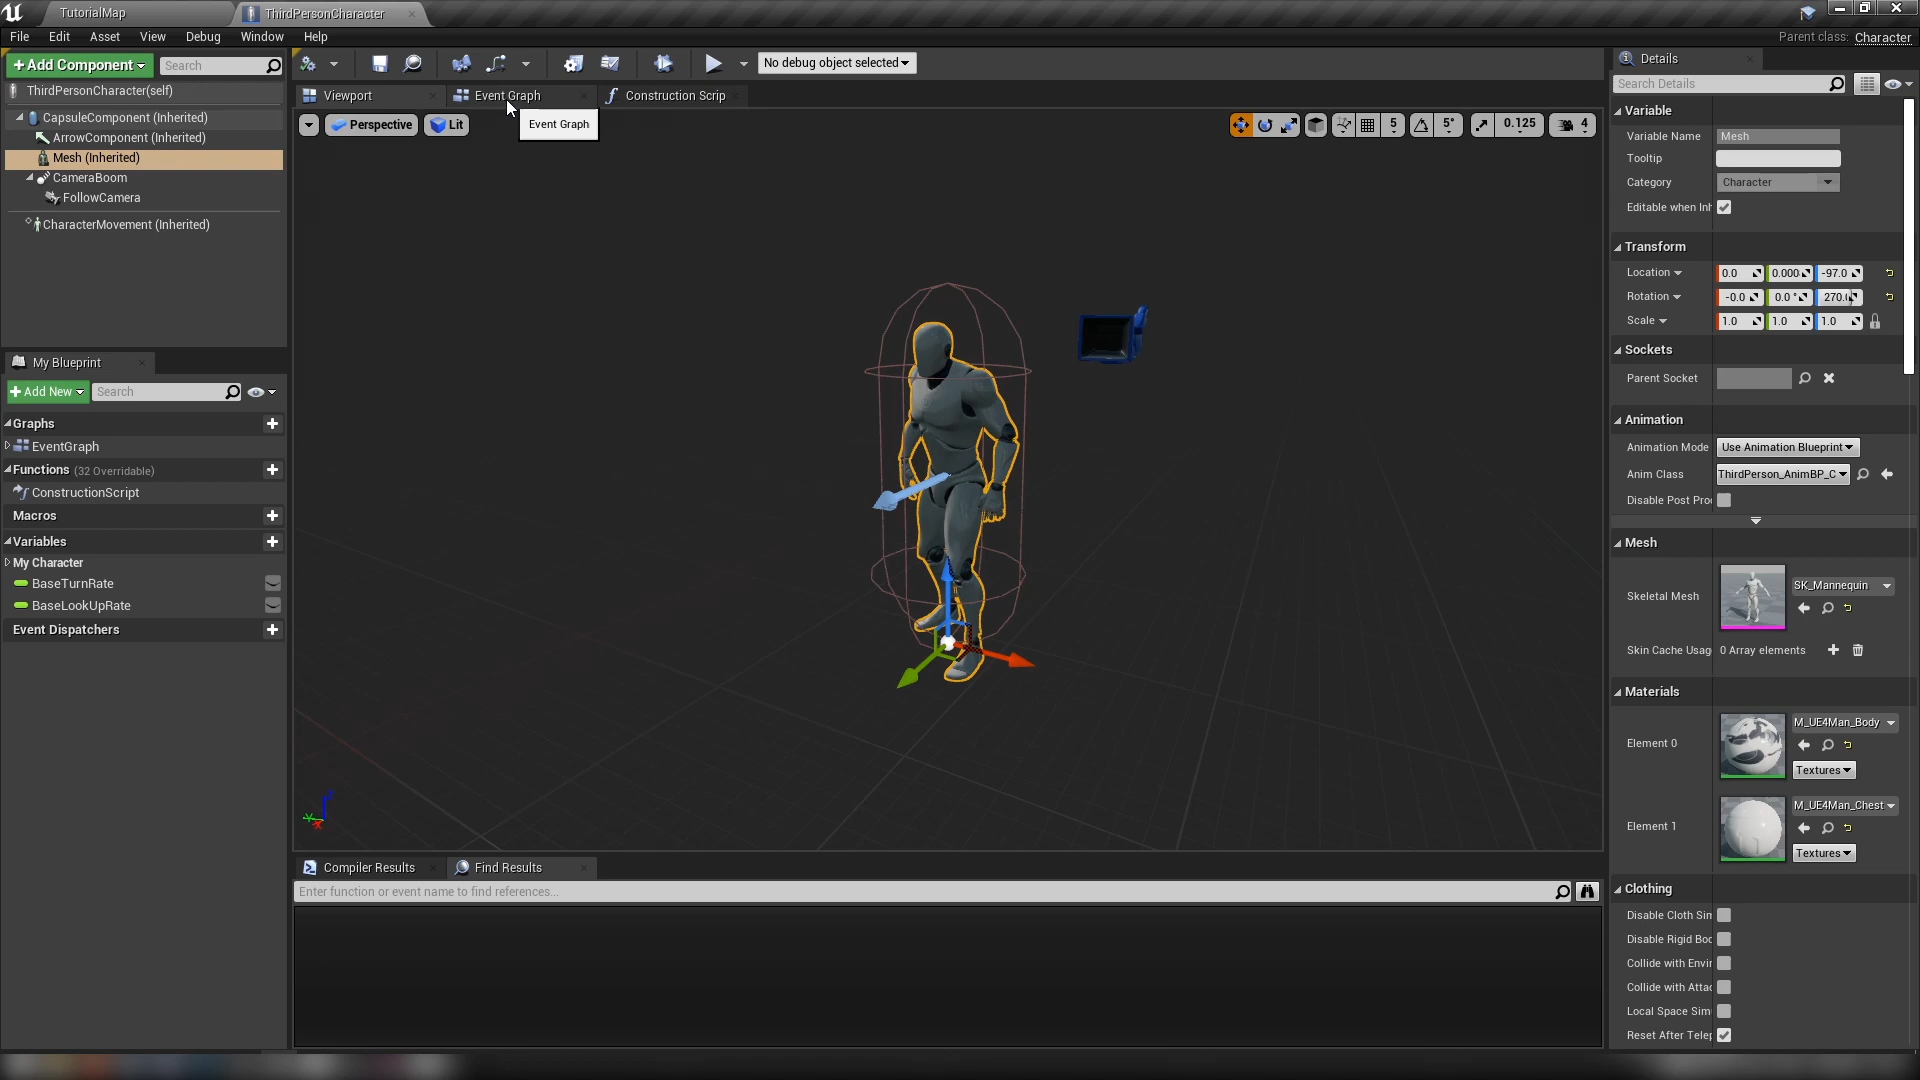 TutorialMap
ThirdPersonCharacter
File Edit Asset View Debug Window Help
Parent class: Character
Add Component
Search
ThirdPersonCharacter(self)
CapsuleComponent (Inherited)
ArrowComponent (Inherited)
Mesh (Inherited)
CameraBoom
FollowCamera
CharacterMovement (Inherited)
My Blueprint
Add New
Search
Graphs
EventGraph
Functions (32 Overridable)
ConstructionScript
Macros
Variables
My Character
BaseTurnRate
BaseLookUpRate
Event Dispatchers
No debug object selected
Viewport
Event Graph
Construction Scrip
Perspective
Lit
Event Graph
5
5°
0.125
4
Compiler Results
Find Results
Enter function or event name to find references...
Details
Search Details
Variable
Variable Name Mesh
Tooltip
Category Character
Editable when Inh
Transform
Location 0.0 0.000 -97.0
Rotation -0.0 0.0 ° 270.
Scale 1.0 1.0 1.0
Sockets
Parent Socket
Animation
Animation Mode Use Animation Blueprint
Anim Class ThirdPerson_AnimBP_C
Disable Post Pro
Mesh
Skeletal Mesh SK_Mannequin
Skin Cache Usag 0 Array elements
Materials
Element 0 M_UE4Man_Body
Textures
Element 1 M_UE4Man_Chest
Textures
Clothing
Disable Cloth Sim
Disable Rigid Boc
Collide with Envir
Collide with Attac
Local Space Sim
Reset After Telep